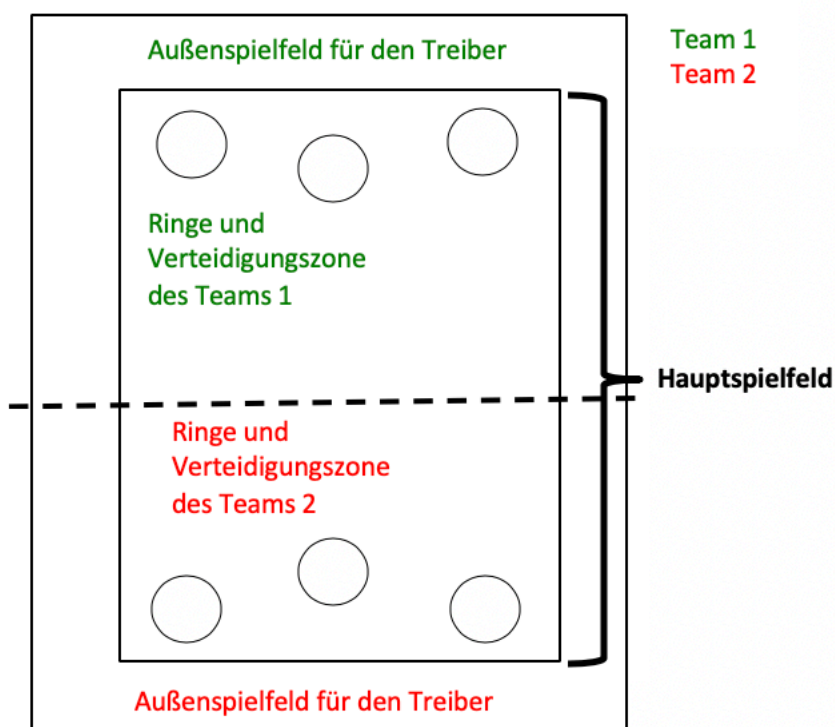 Außenspielfeld für den Treiber
Team 1
Team 2
Ringe und
Verteidigungszone
des Teams 1
Hauptspielfeld
Ringe und
Verteidigungszone
des Teams 2
Außenspielfeld für den Treiber